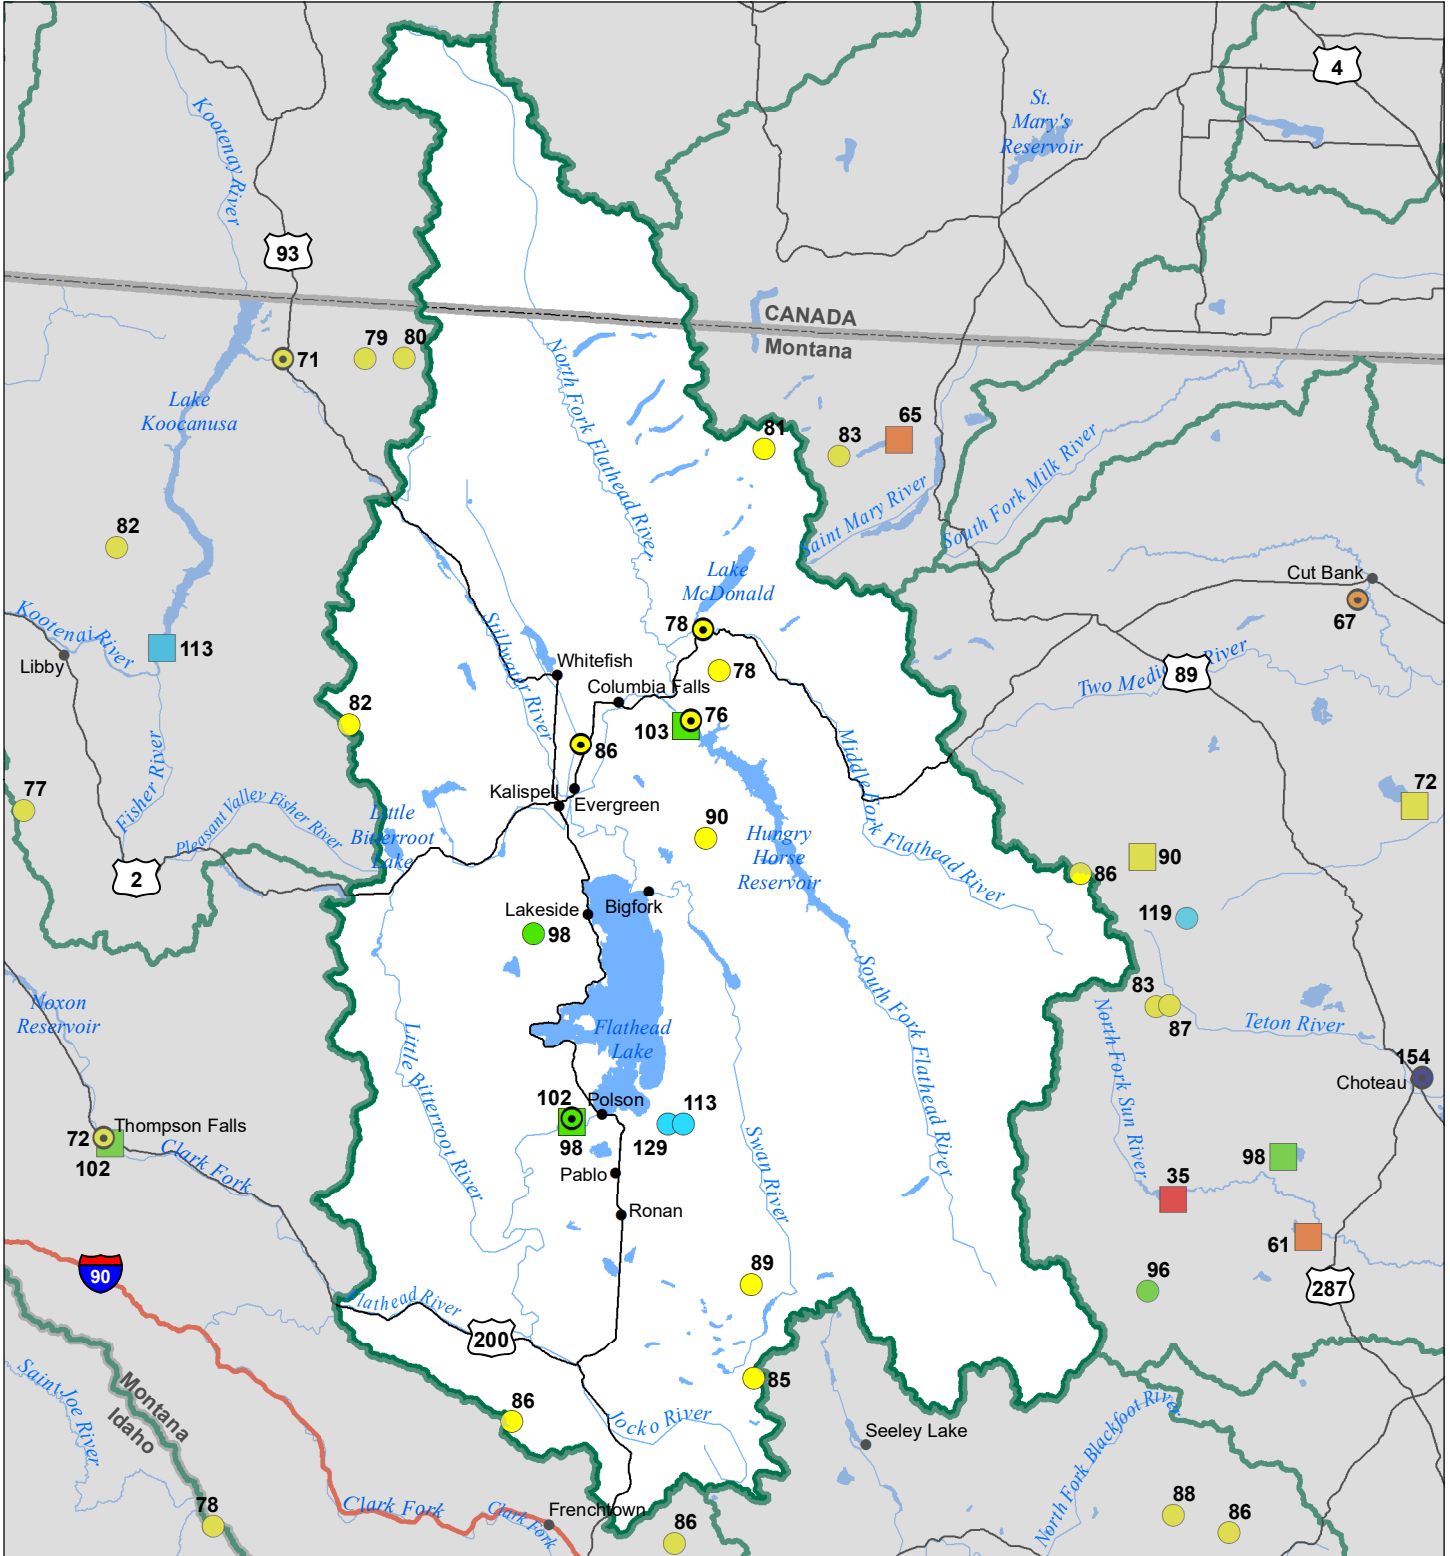 4
St.
Mary's
Reservoir
Kootenay River
93
CANADA
Montana
71
79
80
Lake
Koocanusa
North Fork Flathead River
81
83
65
Saint Mary River
South Fork Milk River
82
Cut Bank
67
Lake
McDonald
78
Kootenai River
Libby
113
Stillwater River
Whitefish
Columbia Falls
78
Two Medi River
89
82
103
76
86
Fisher River
Pleasant Valley Fisher River
77
2
Little
Bitterroot
Lake
Kalispell
Evergreen
90
Hungry
Horse
Reservoir
Middle Fork Flathead River
72
86
90
119
Lakeside
Bigfork
98
Noxon
Reservoir
Flathead
Lake
Little Bitterroot River
South Fork Flathead River
83
87
North Fork Sun River
Teton River
154
Choteau
72
Thompson Falls
102
Clark Fork
102
98
Polson
129
113
Pablo
Ronan
Swan River
35
98
61
96
287
89
90
Flathead River
200
85
86
Jocko River
Seeley Lake
Saint Joe River
Montana
Idaho
78
Clark Fork
Clark Fork
Frenchtown
86
North Fork Blackfoot River
88
86